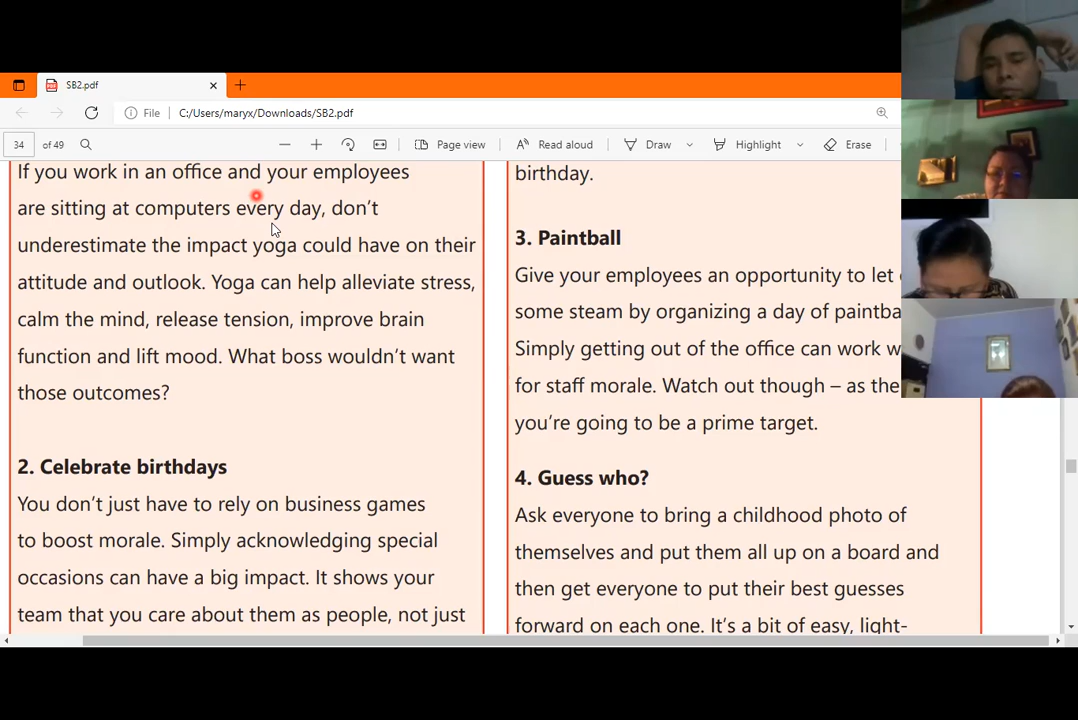 SB2.pdf
File C:/Users/maryx/Downloads/SB2.pdf
34 of 49 Page view Read aloud Draw Highlight Erase
If you work in an office and your employees
are sitting at computers every day, don't
underestimate the impact yoga could have on their
attitude and outlook. Yoga can help alleviate stress,
calm the mind, release tension, improve brain
function and lift mood. What boss wouldn't want
those outcomes?
2. Celebrate birthdays
You don't just have to rely on business games
to boost morale. Simply acknowledging special
occasions can have a big impact. It shows your
team that you care about them as people, not just
birthday.
3. Paintball
Give your employees an opportunity to let
some steam by organizing a day of
Simply getting out of the office can work
for staff morale. Watch out though – as
you're going to be a prime target.
4. Guess who?
Ask everyone to bring a childhood photo of
themselves and put them all up on a board and
then get everyone to put their best guesses
forward on each one. It's a bit of easy, light-